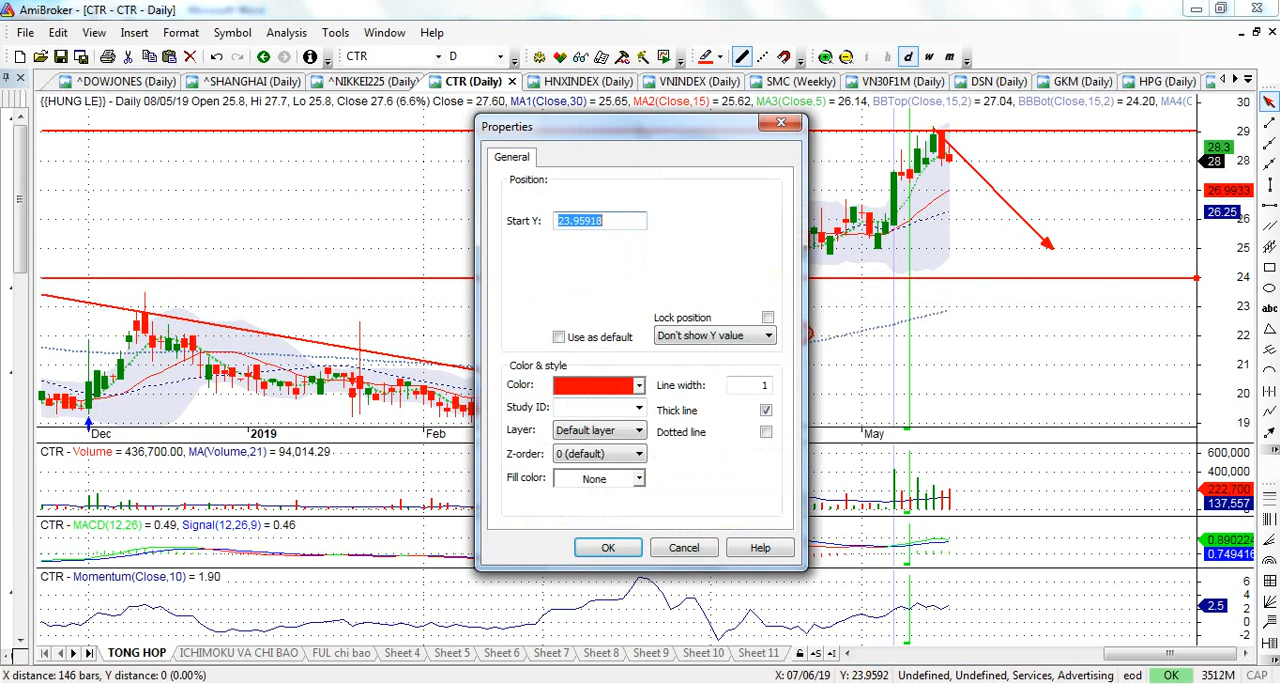 AmiBroker - [CTR - CTR - Daily]
File Edit View Insert Format Symbol Analysis Tools Window Help
CTR D i h d w m
^DOWJONES (Daily) ^SHANGHAI (Daily) ^NIKKEI225 (Daily) CTR (Daily) HNXINDEX (Daily) VNINDEX (Daily) SMC (Weekly) VN30F1M (Daily) DSN (Daily) GKM (Daily) HPG (Daily)
{{HUNG LE}} - Daily 08/05/19 Open 25.8, Hi 27.7, Lo 25.8, Close 27.6 (6.6%) Close = 27.60, MA1(Close,30) = 25.65, MA2(Close,15) = 25.62, MA3(Close,5) = 26.14, BBTop(Close,15,2) = 27.04, BBBot(Close,15,2) = 24.20, MA4(C
30
29
28.3
28
28
26.9933
26.25
26
25
24
23
22
21
20
19
abc
Properties
General
Position:
Start Y: 23.95918
Lock position
Use as default Don't show Y value
Color & style
Color: Line width: 1
Study ID: Thick line
Layer: Default layer Dotted line
Z-order: 0 (default)
Fill color: None
OK Cancel Help
Dec 2019 Feb May
CTR - Volume = 436,700.00, MA(Volume,21) = 94,014.29
600,000
400,000
222,700
137,557
CTR - MACD(12,26) = 0.49, Signal(12,26,9) = 0.46
0.890224
0.749416
CTR - Momentum(Close,10) = 1.90
6
4
2.5
0
-2
TONG HOP ICHIMOKU VA CHI BAO FUL chi bao Sheet 4 Sheet 5 Sheet 6 Sheet 7 Sheet 8 Sheet 9 Sheet 10 Sheet 11
X distance: 146 bars, Y distance: 0 (0.00%) X: 07/06/19 Y: 23.9592 Undefined, Undefined, Services, Advertising eod OK 3512M CAP